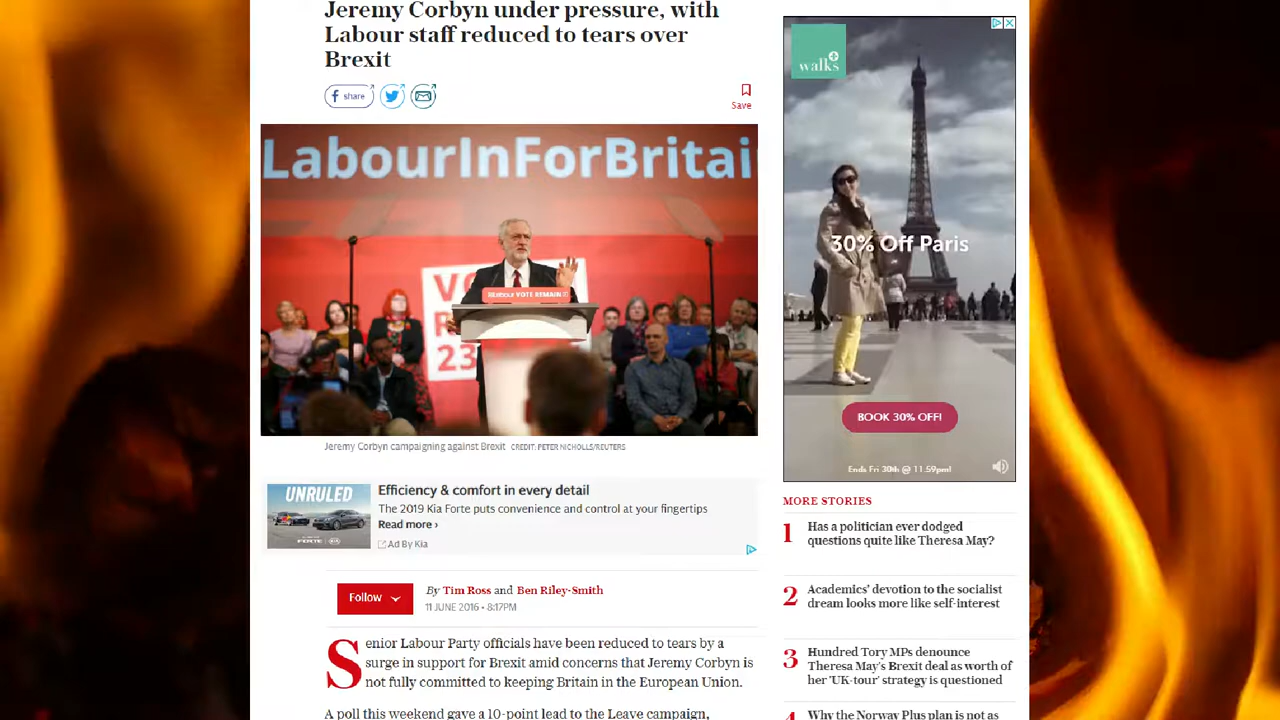 Jeremy Corbyn under pressure, with
Labour staff reduced to tears over
Brexit
share
Save
LabourInForBritai
VO
R
23
Labour VOTE REMAIN
Jeremy Corbyn campaigning against Brexit CREDIT: PETER NICHOLLS/REUTERS
UNRULED
FORTE
KIA
Efficiency & comfort in every detail
The 2019 Kia Forte puts convenience and control at your fingertips
Read more ›
Ad By Kia
Follow
By Tim Ross and Ben Riley-Smith
11 JUNE 2016 • 8:17PM
Senior Labour Party officials have been reduced to tears by a
surge in support for Brexit amid concerns that Jeremy Corbyn is
not fully committed to keeping Britain in the European Union.
A poll this weekend gave a 10-point lead to the Leave campaign,
walks
30% Off Paris
BOOK 30% OFF!
Ends Fri 30th @ 11.59pm!
MORE STORIES
1 Has a politician ever dodged
questions quite like Theresa May?
2 Academics' devotion to the socialist
dream looks more like self-interest
3 Hundred Tory MPs denounce
Theresa May's Brexit deal as worth of
her 'UK-tour' strategy is questioned
4 Why the Norway Plus plan is not as